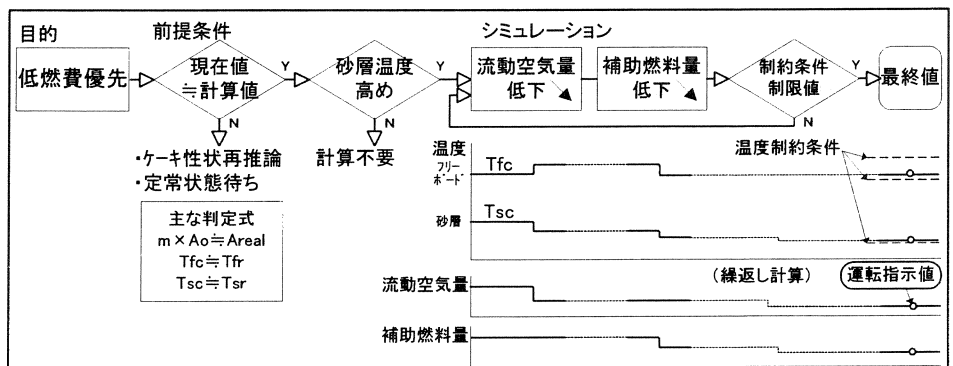 目的
前提条件
シミュレーション
低燃費優先
現在値
≒計算値
Y
N
砂層温度
高め
Y
N
流動空気量
低下
補助燃料量
低下
制約条件
制限値
Y
N
最終値
・ケーキ性状再推論
・定常状態待ち
計算不要
主な判定式
m×Ao≒Areal
Tfc≒Tfr
Tsc≒Tsr
温度
フリー
ボード
Tfc
温度制約条件
砂層
Tsc
流動空気量
(繰返し計算)
運転指示値
補助燃料量